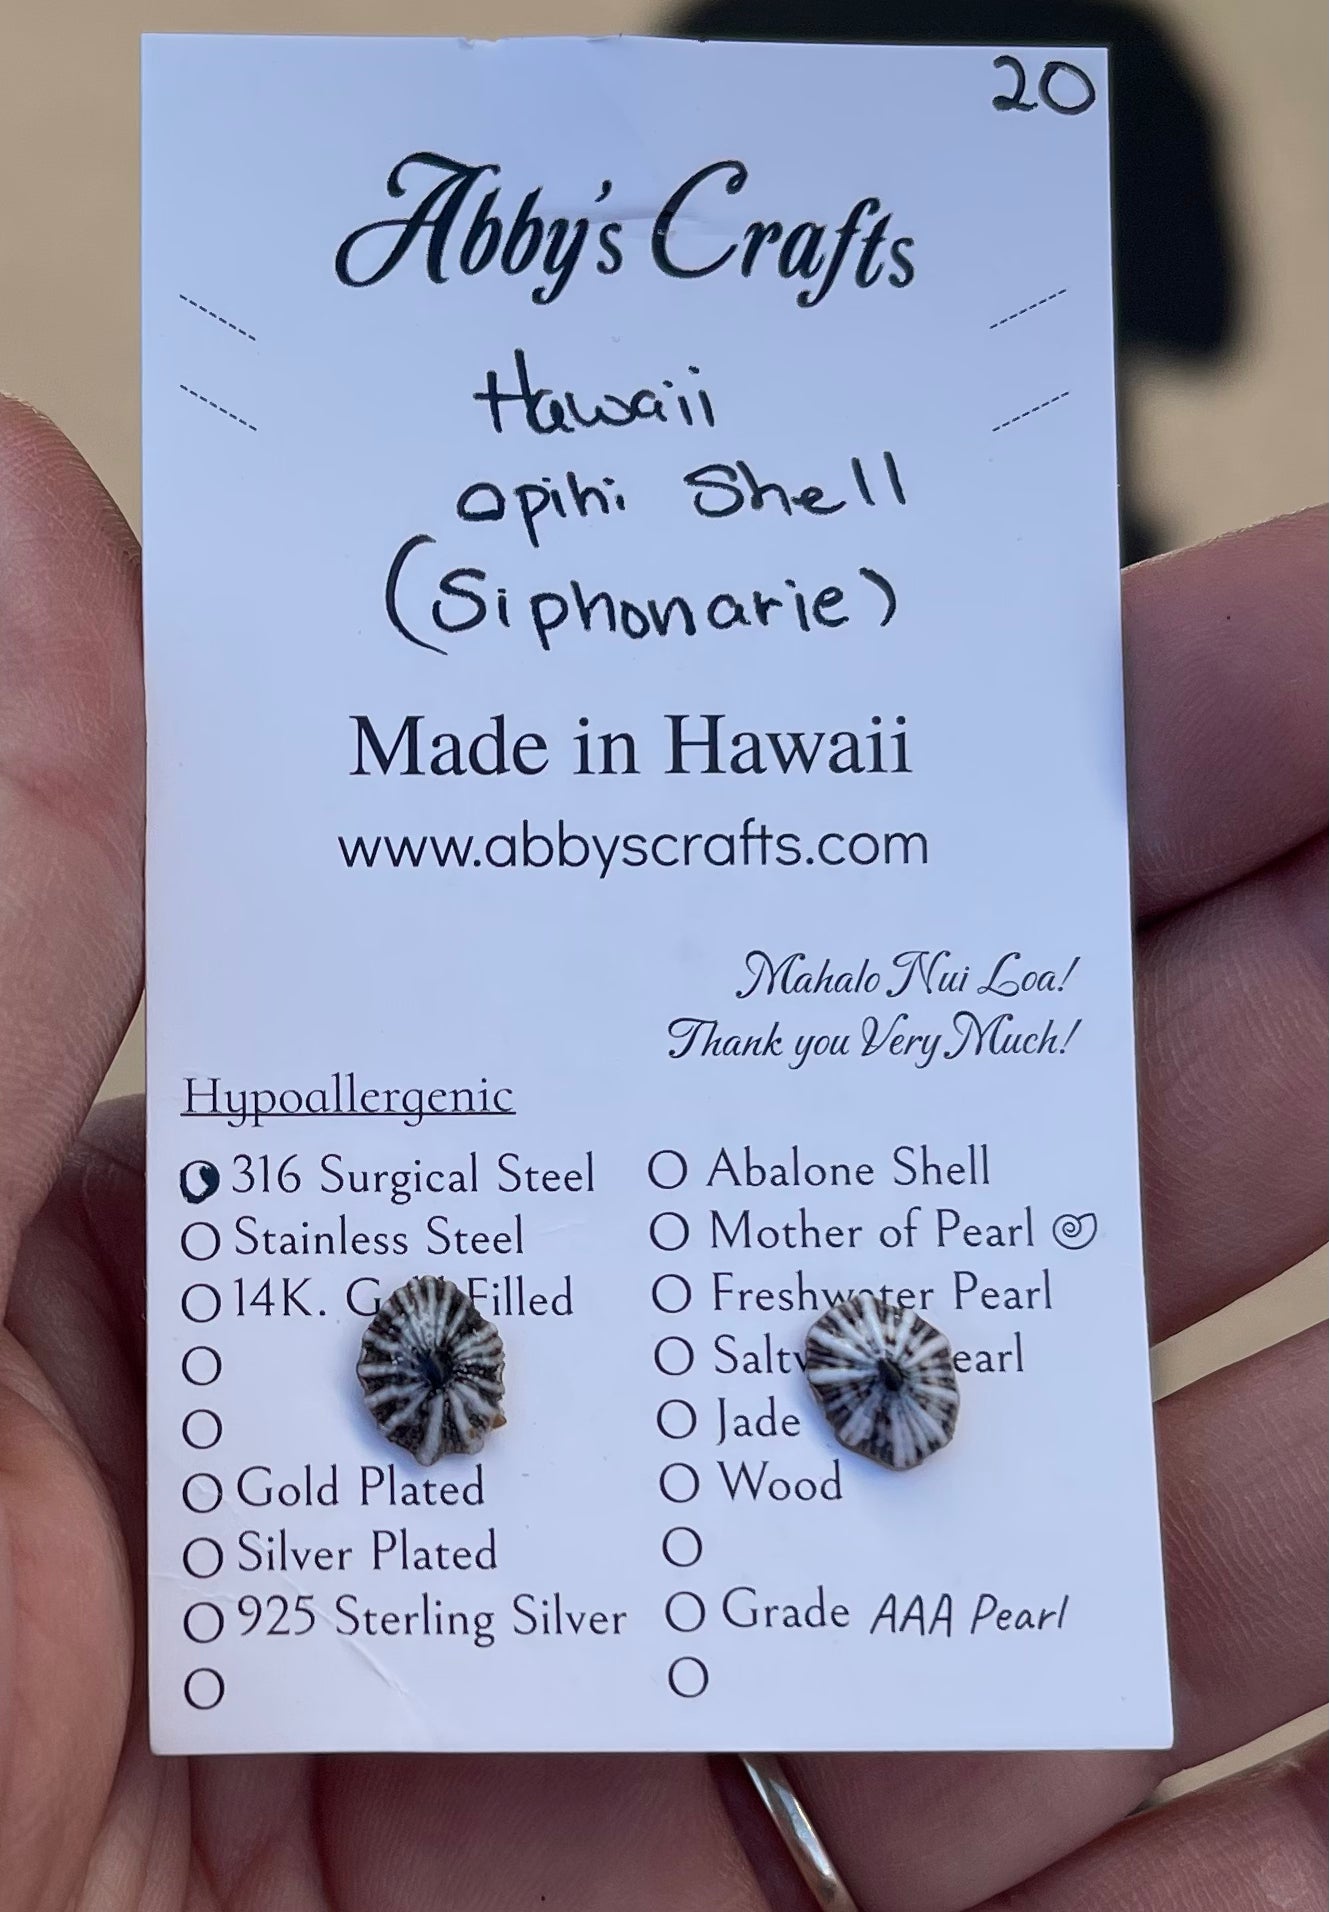 20
Abby's Crafts
Hawaii
opihi Shell
(Siphonarie)
Made in Hawaii
www.abbyscrafts.com
Mahalo Nui Loa!
Thank you Very Much!
Hypoallergenic
316 Surgical Steel
Stainless Steel
14K. Filled
Gold Plated
Silver Plated
925 Sterling Silver
Abalone Shell
Mother of Pearl
Freshwater Pearl
Jade
Wood
Grade AAA Pearl